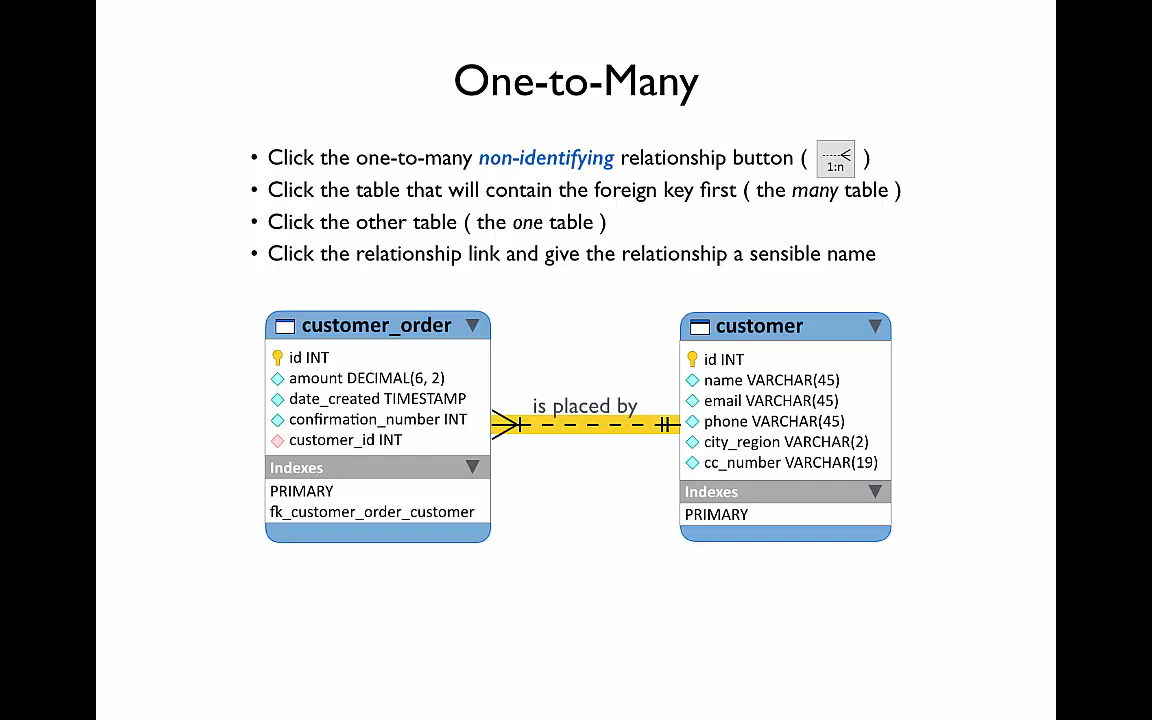 One-to-Many
• Click the one-to-many non-identifying relationship button ( 1:n )
• Click the table that will contain the foreign key first ( the many table )
• Click the other table ( the one table )
• Click the relationship link and give the relationship a sensible name
customer_order
id INT
amount DECIMAL(6, 2)
date_created TIMESTAMP
confirmation_number INT
customer_id INT
Indexes
PRIMARY
fk_customer_order_customer
is placed by
customer
id INT
name VARCHAR(45)
email VARCHAR(45)
phone VARCHAR(45)
city_region VARCHAR(2)
cc_number VARCHAR(19)
Indexes
PRIMARY